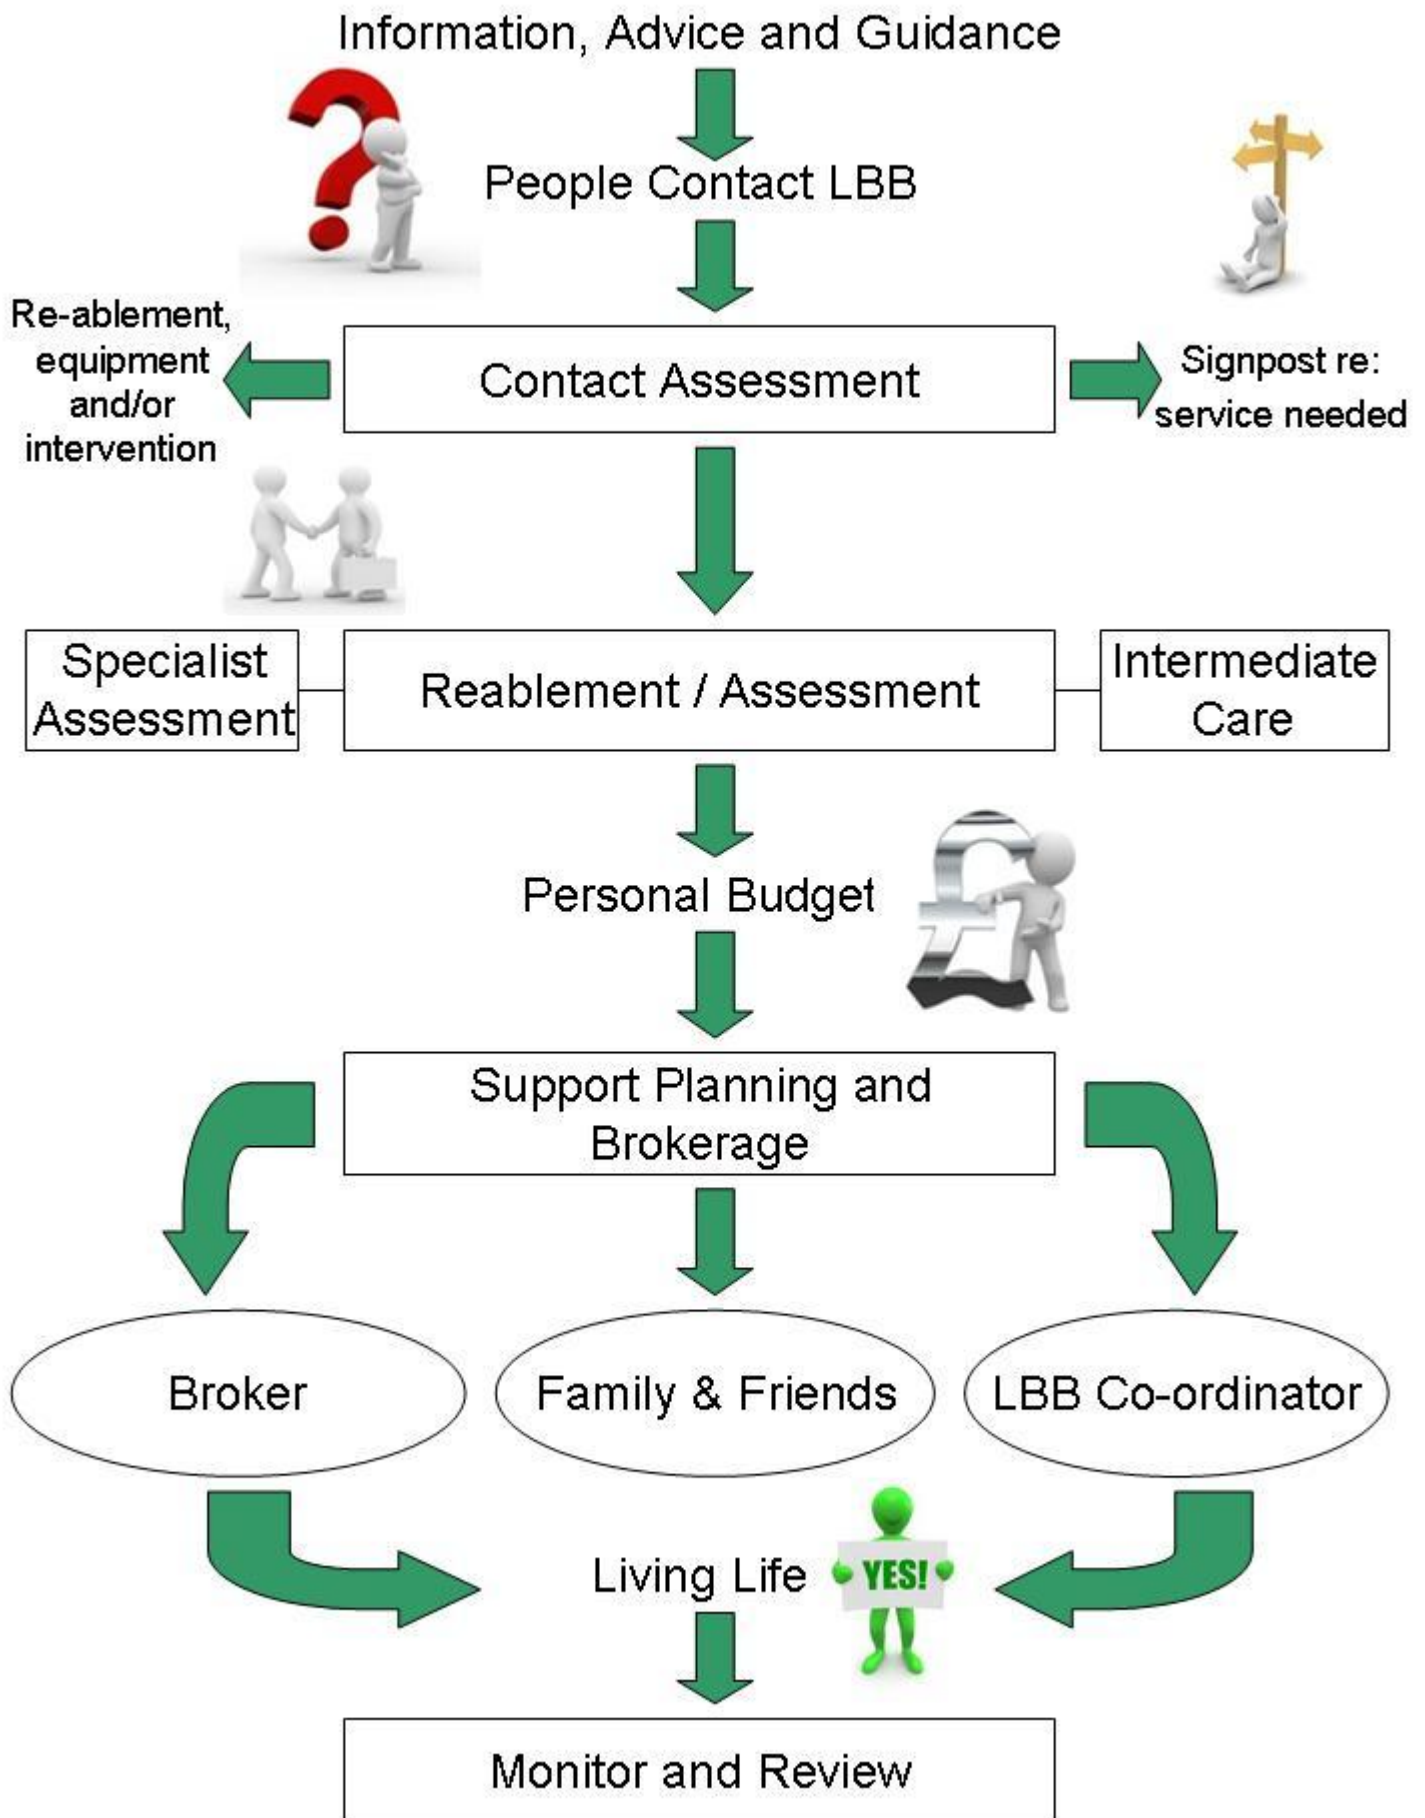 Information, Advice and Guidance
People Contact LBB
Re-ablement,
equipment
and/or
intervention
Contact Assessment
Signpost re:
service needed
Specialist
Assessment
Reablement / Assessment
Intermediate
Care
Personal Budget
Support Planning and
Brokerage
Broker
Family & Friends
LBB Co-ordinator
Living Life
YES!
Monitor and Review